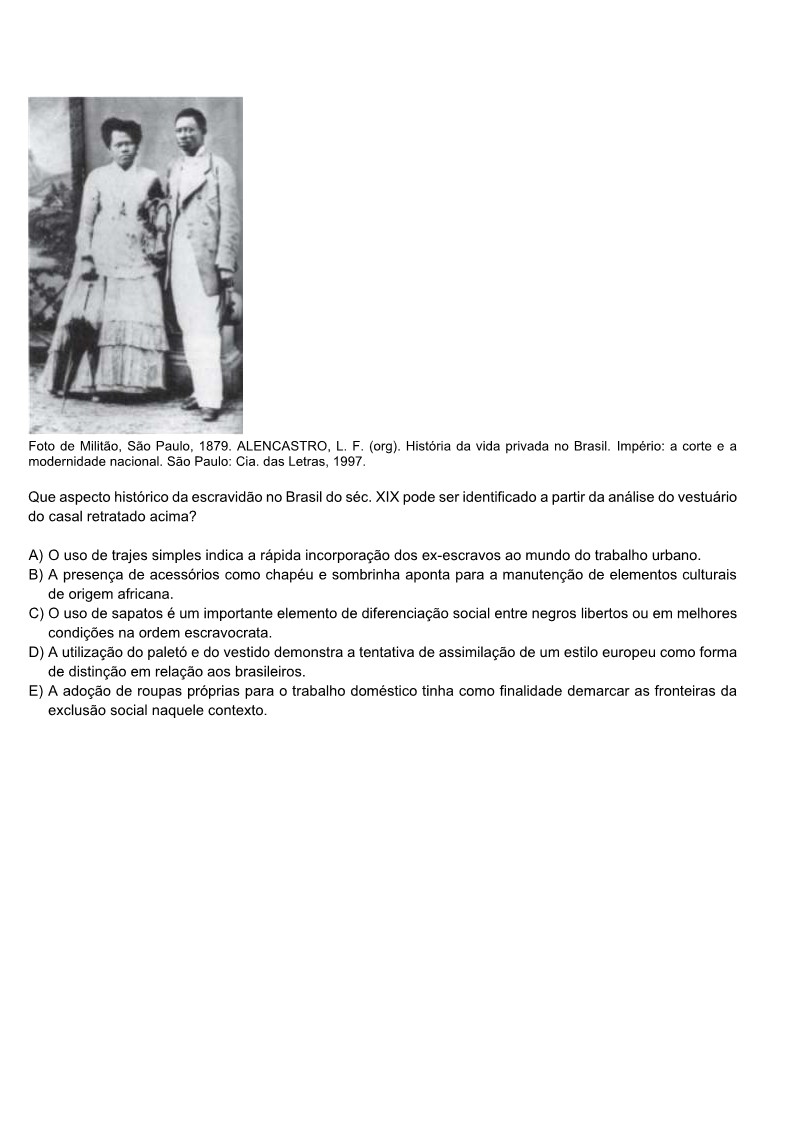 Foto de Militão, São Paulo, 1879. ALENCASTRO, L. F. (org). História da vida privada no Brasil. Império: a corte e a
modernidade nacional. São Paulo: Cia. das Letras, 1997.
Que aspecto histórico da escravidão no Brasil do séc. XIX pode ser identificado a partir da análise do vestuário
do casal retratado acima?
A) O uso de trajes simples indica a rápida incorporação dos ex-escravos ao mundo do trabalho urbano.
B) A presença de acessórios como chapéu e sombrinha aponta para a manutenção de elementos culturais
de origem africana.
C) O uso de sapatos é um importante elemento de diferenciação social entre negros libertos ou em melhores
condições na ordem escravocrata.
D) A utilização do paletó e do vestido demonstra a tentativa de assimilação de um estilo europeu como forma
de distinção em relação aos brasileiros.
E) A adoção de roupas próprias para o trabalho doméstico tinha como finalidade demarcar as fronteiras da
exclusão social naquele contexto.